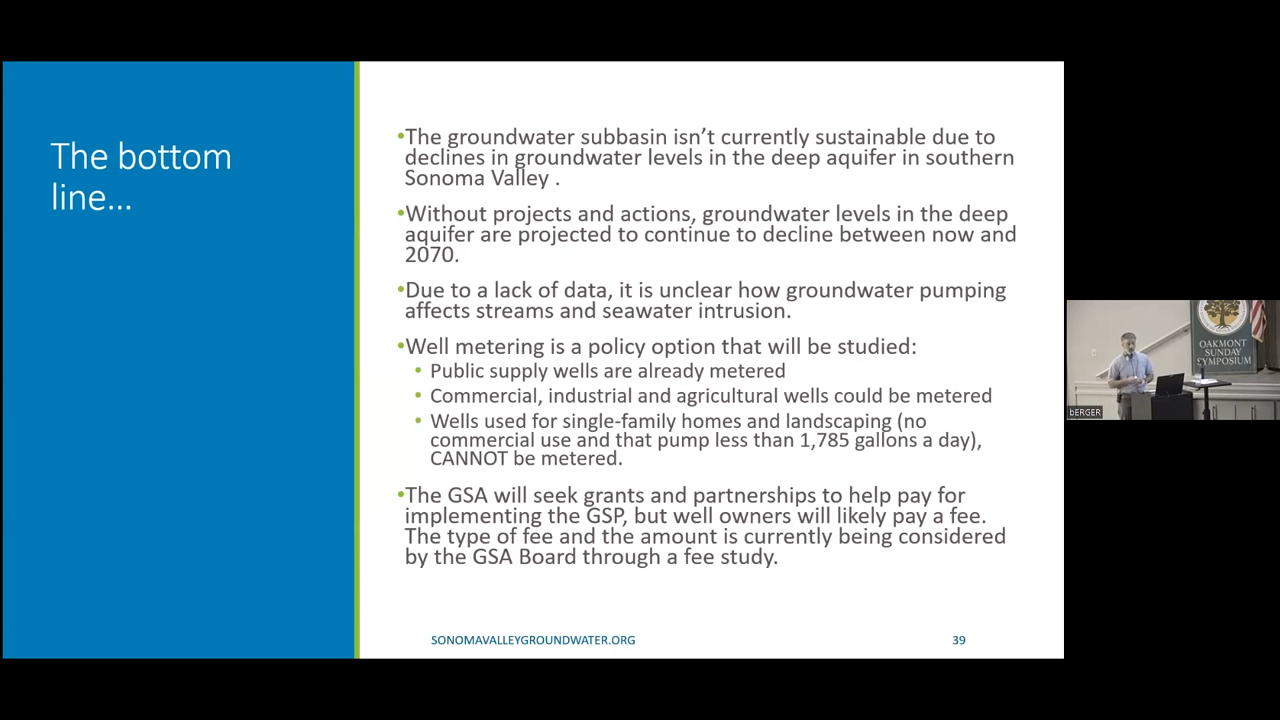 The bottom
line...
•The groundwater subbasin isn't currently sustainable due to
declines in groundwater levels in the deep aquifer in southern
Sonoma Valley .
•Without projects and actions, groundwater levels in the deep
aquifer are projected to continue to decline between now and
2070.
•Due to a lack of data, it is unclear how groundwater pumping
affects streams and seawater intrusion.
•Well metering is a policy option that will be studied:
• Public supply wells are already metered
• Commercial, industrial and agricultural wells could be metered
• Wells used for single-family homes and landscaping (no
commercial use and that pump less than 1,785 gallons a day),
CANNOT be metered.
•The GSA will seek grants and partnerships to help pay for
implementing the GSP, but well owners will likely pay a fee.
The type of fee and the amount is currently being considered
by the GSA Board through a fee study.
SONOMAVALLEYGROUNDWATER.ORG
39
OAKMONT
SUNDAY
SYMPOSIUM
bERGER